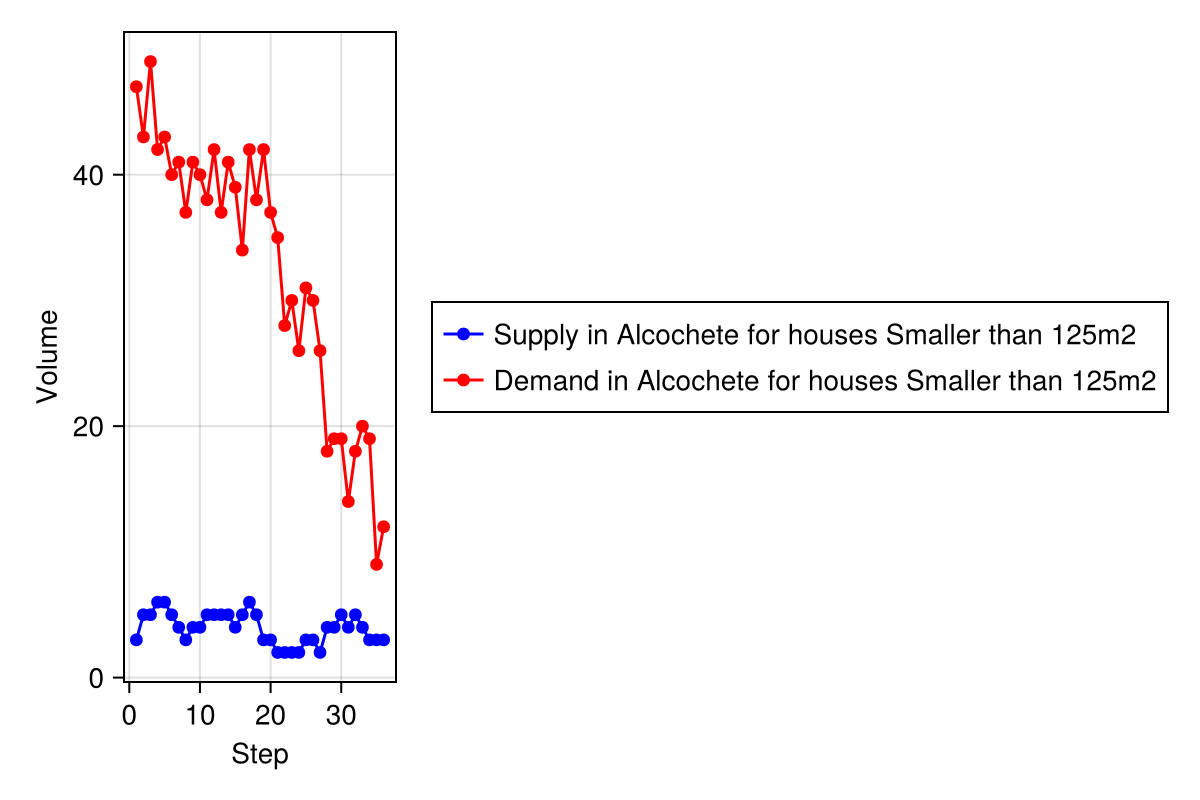 Volume
40
20
0
0 10 20 30
Step
Supply in Alcochete for houses Smaller than 125m2
Demand in Alcochete for houses Smaller than 125m2